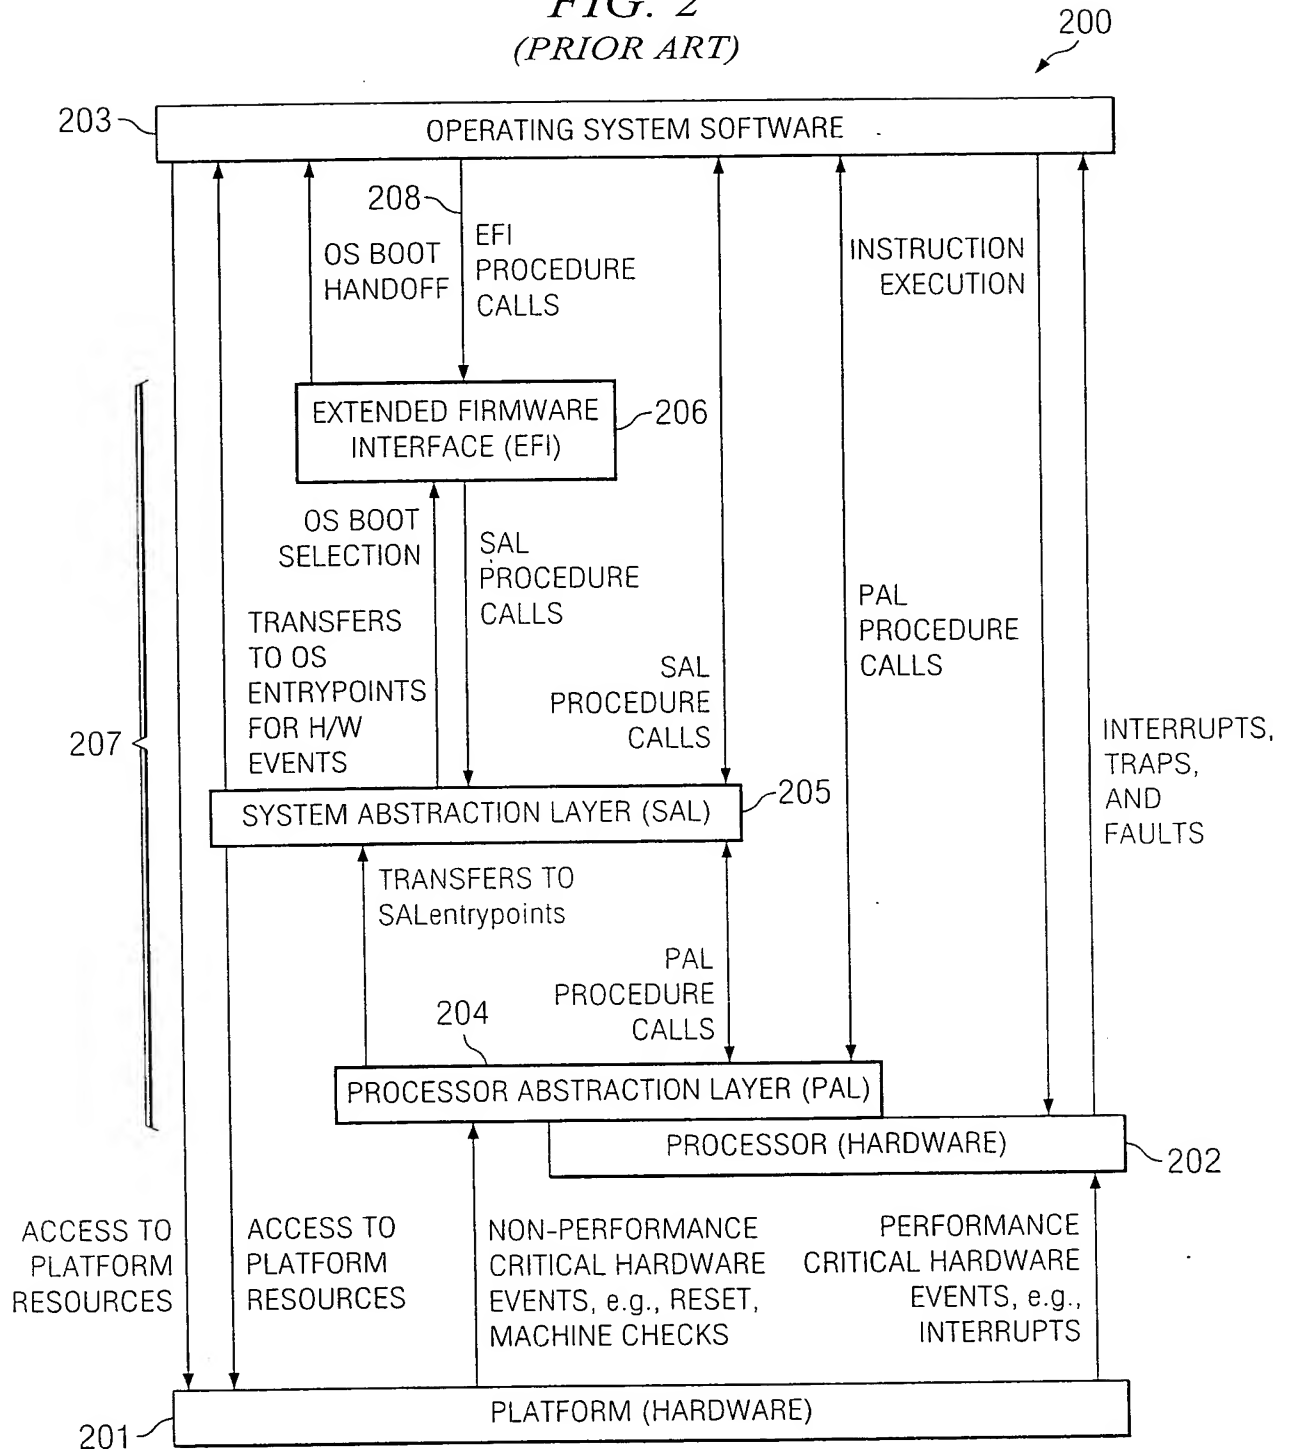 FIG. 2
(PRIOR ART)
200
203
OPERATING SYSTEM SOFTWARE
208
OS BOOT
HANDOFF
EFI
PROCEDURE
CALLS
INSTRUCTION
EXECUTION
EXTENDED FIRMWARE
INTERFACE (EFI)
206
OS BOOT
SELECTION
SAL
PROCEDURE
CALLS
TRANSFERS
TO OS
ENTRYPOINTS
FOR H/W
EVENTS
SAL
PROCEDURE
CALLS
PAL
PROCEDURE
CALLS
207
INTERRUPTS,
TRAPS,
AND
FAULTS
SYSTEM ABSTRACTION LAYER (SAL)
205
TRANSFERS TO
SALentrypoints
PAL
PROCEDURE
CALLS
204
PROCESSOR ABSTRACTION LAYER (PAL)
PROCESSOR (HARDWARE)
202
ACCESS TO
PLATFORM
RESOURCES
ACCESS TO
PLATFORM
RESOURCES
NON-PERFORMANCE
CRITICAL HARDWARE
EVENTS, e.g., RESET,
MACHINE CHECKS
PERFORMANCE
CRITICAL HARDWARE
EVENTS, e.g.,
INTERRUPTS
PLATFORM (HARDWARE)
201